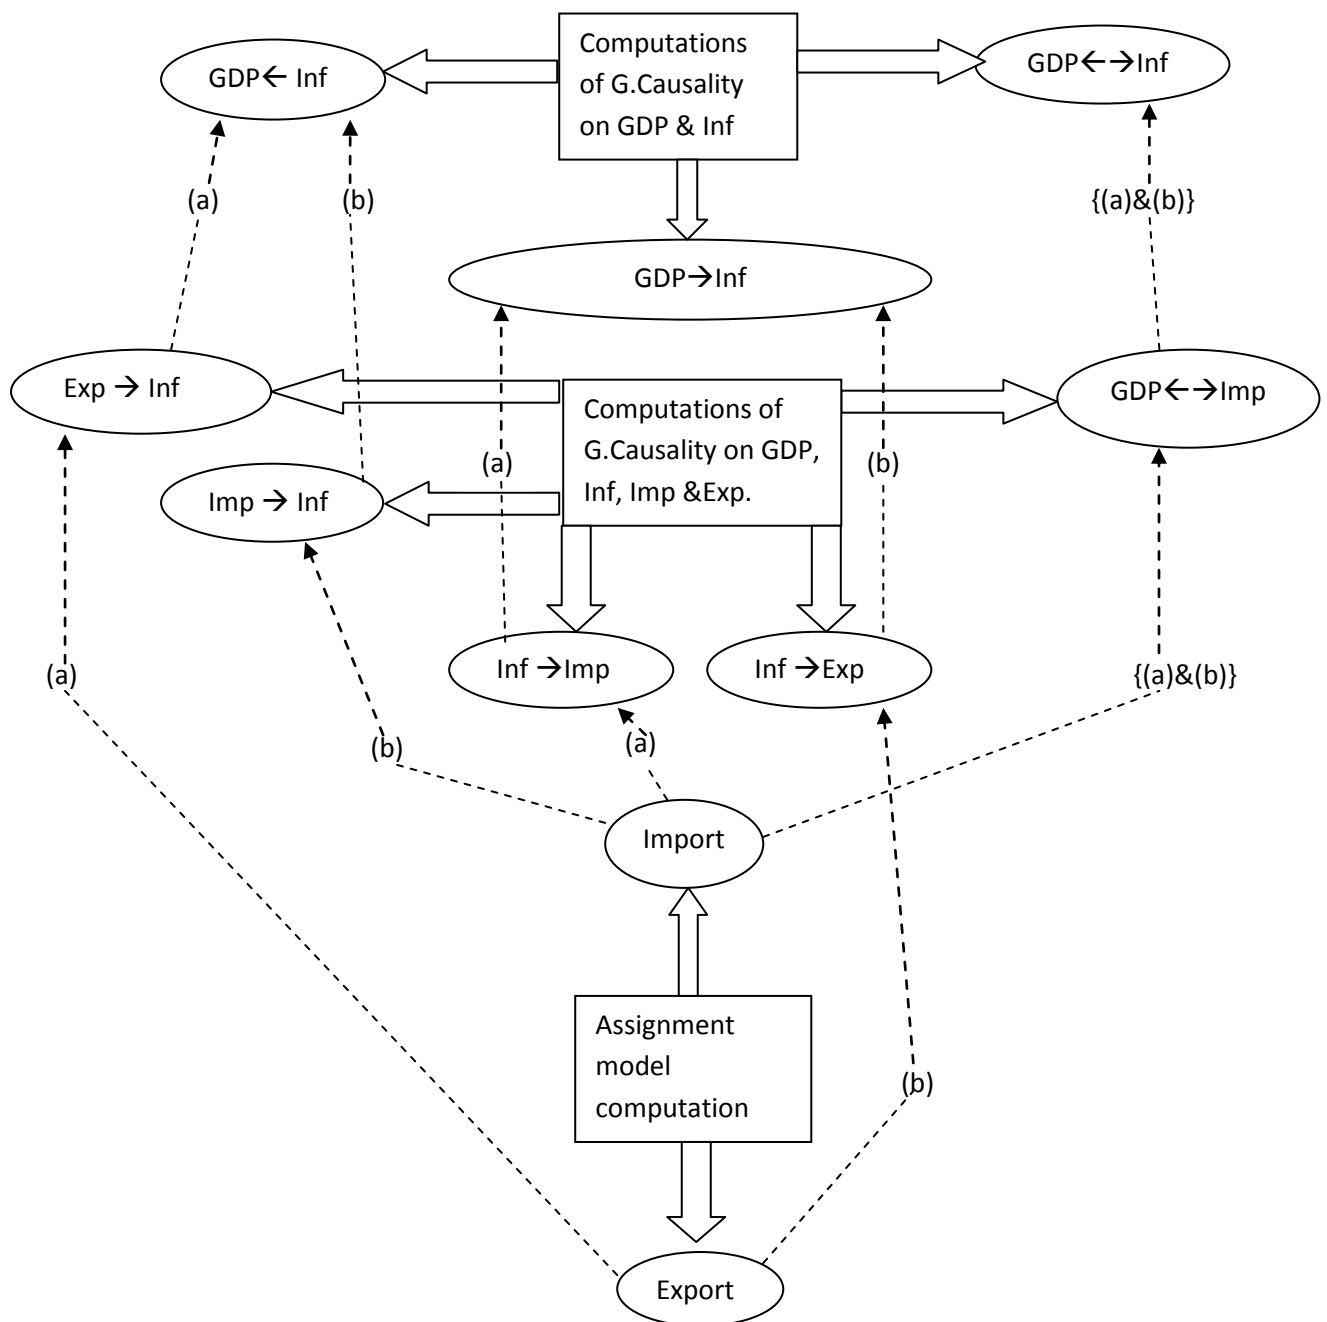 Computations
of G.Causality
on GDP & Inf
GDP← Inf
GDP←→Inf
(a)
(b)
{(a)&(b)}
GDP→Inf
Exp → Inf
Computations of
G.Causality on GDP,
Inf, Imp &Exp.
GDP←→Imp
(a)
(b)
Imp → Inf
Inf →Imp
Inf →Exp
(a)
{(a)&(b)}
(b)
(a)
Import
Assignment
model
computation
(b)
Export